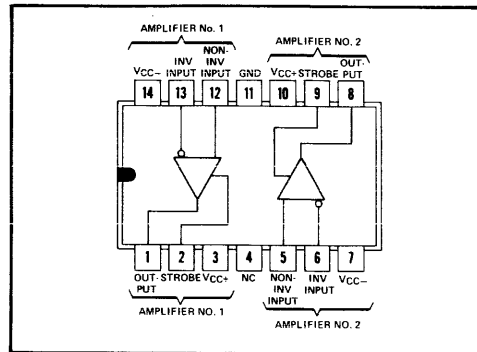 AMPLIFIER No. 1
AMPLIFIER NO. 2
VCC− INV INPUT NON-INV INPUT GND VCC+ STROBE OUT-PUT
14 13 12 11 10 9 8
1 2 3 4 5 6 7
OUT-PUT STROBE VCC+ NC NON-INV INPUT INV INPUT VCC−
AMPLIFIER NO. 1
AMPLIFIER NO. 2